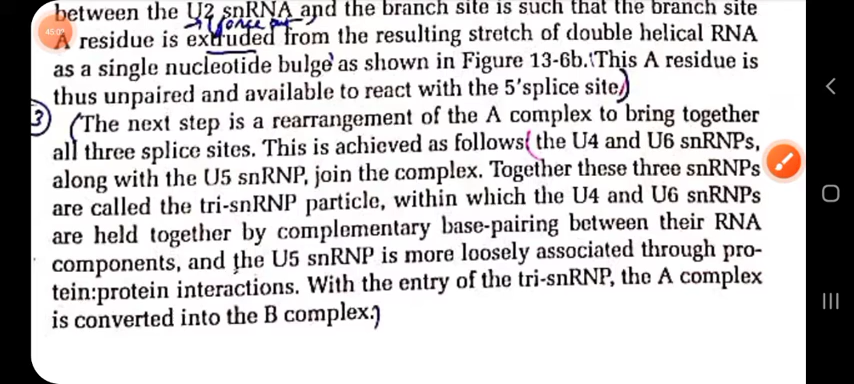 between the U2 snRNA and the branch site is such that the branch site
force out
A residue is extruded from the resulting stretch of double helical RNA
as a single nucleotide bulge as shown in Figure 13-6b. (This A residue is
thus unpaired and available to react with the 5'splice site.)
3
(The next step is a rearrangement of the A complex to bring together
all three splice sites. This is achieved as follows: the U4 and U6 snRNPs,
along with the U5 snRNP, join the complex. Together these three snRNPs
are called the tri-snRNP particle, within which the U4 and U6 snRNPs
are held together by complementary base-pairing between their RNA
components, and the U5 snRNP is more loosely associated through pro-
tein:protein interactions. With the entry of the tri-snRNP, the A complex
is converted into the B complex.)